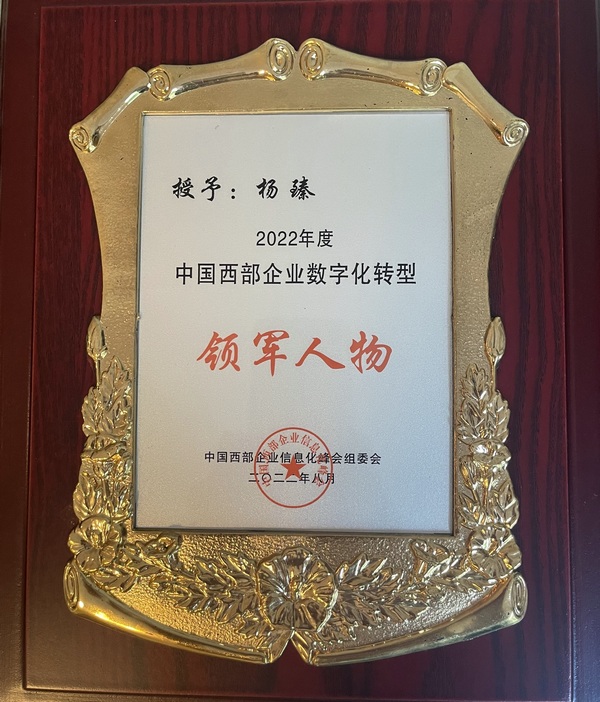 授予：杨臻
2022年度
中国西部企业数字化转型
领军人物
中国西部企业信息化峰会组委会
二〇二二年八月